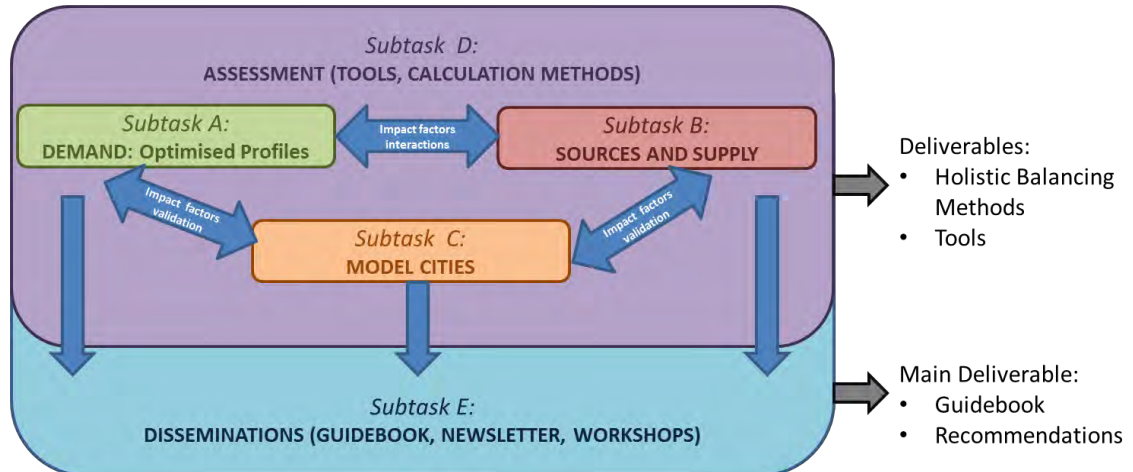 Subtask D:
ASSESSMENT (TOOLS, CALCULATION METHODS)
Subtask A:
DEMAND: Optimised Profiles
Impact factors
interactions
Subtask B:
SOURCES AND SUPPLY
Impact factors
validation
Impact factors
validation
Subtask C:
MODEL CITIES
Subtask E:
DISSEMINATIONS (GUIDEBOOK, NEWSLETTER, WORKSHOPS)
Deliverables:
• Holistic Balancing
Methods
• Tools
Main Deliverable:
• Guidebook
• Recommendations